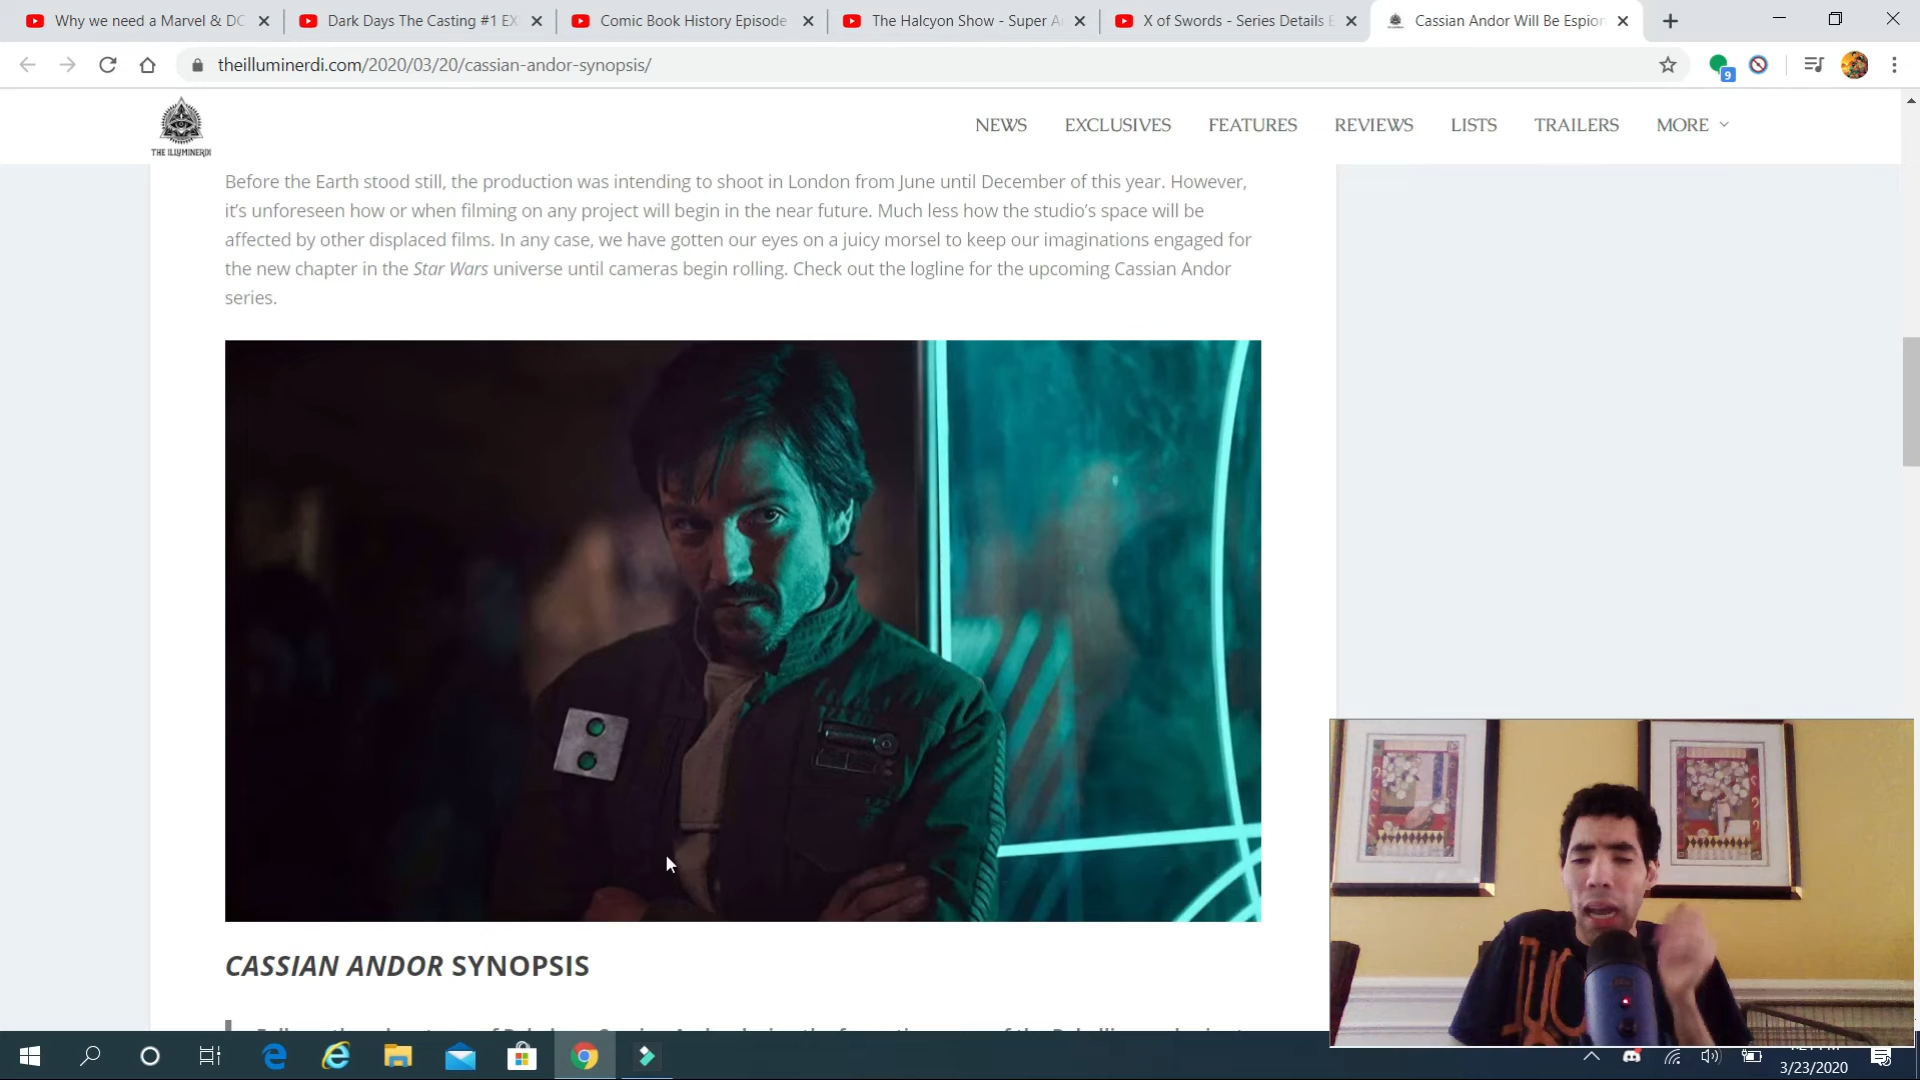 Why we need a Marvel & DC
Dark Days The Casting #1 EX
Comic Book History Episode
The Halcyon Show - Super A
X of Swords - Series Details E
Cassian Andor Will Be Espion
theilluminerdi.com/2020/03/20/cassian-andor-synopsis/
9
THE ILLUMINERDI
NEWS
EXCLUSIVES
FEATURES
REVIEWS
LISTS
TRAILERS
MORE
Before the Earth stood still, the production was intending to shoot in London from June until December of this year. However,
it's unforeseen how or when filming on any project will begin in the near future. Much less how the studio's space will be
affected by other displaced films. In any case, we have gotten our eyes on a juicy morsel to keep our imaginations engaged for
the new chapter in the Star Wars universe until cameras begin rolling. Check out the logline for the upcoming Cassian Andor
series.
CASSIAN ANDOR SYNOPSIS
3/23/2020